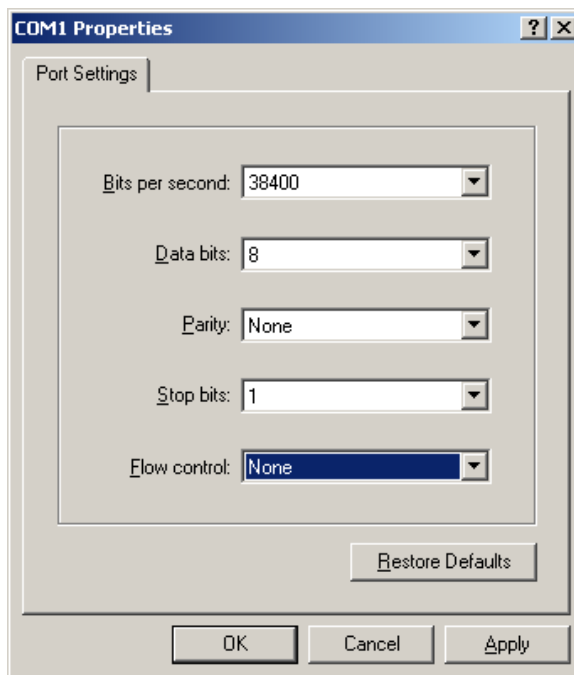 COM1 Properties
Port Settings
Bits per second: 38400
Data bits: 8
Parity: None
Stop bits: 1
Flow control: None
Restore Defaults
OK Cancel Apply